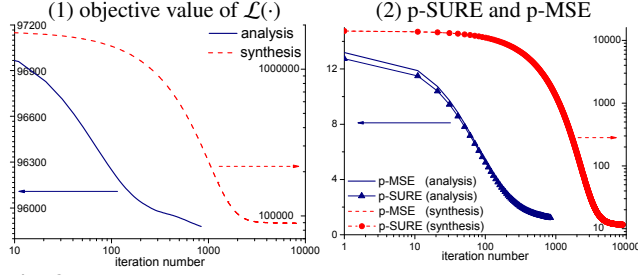 (1) objective value of L(·)
(2) p-SURE and p-MSE
97200
96900
96600
96300
96000
analysis
synthesis
1000000
100000
10
100
1000
10000
iteration number
12
8
4
0
p-MSE (analysis)
p-SURE (analysis)
p-MSE (synthesis)
p-SURE (synthesis)
10000
1000
100
10
1
10
100
1000
10000
iteration number